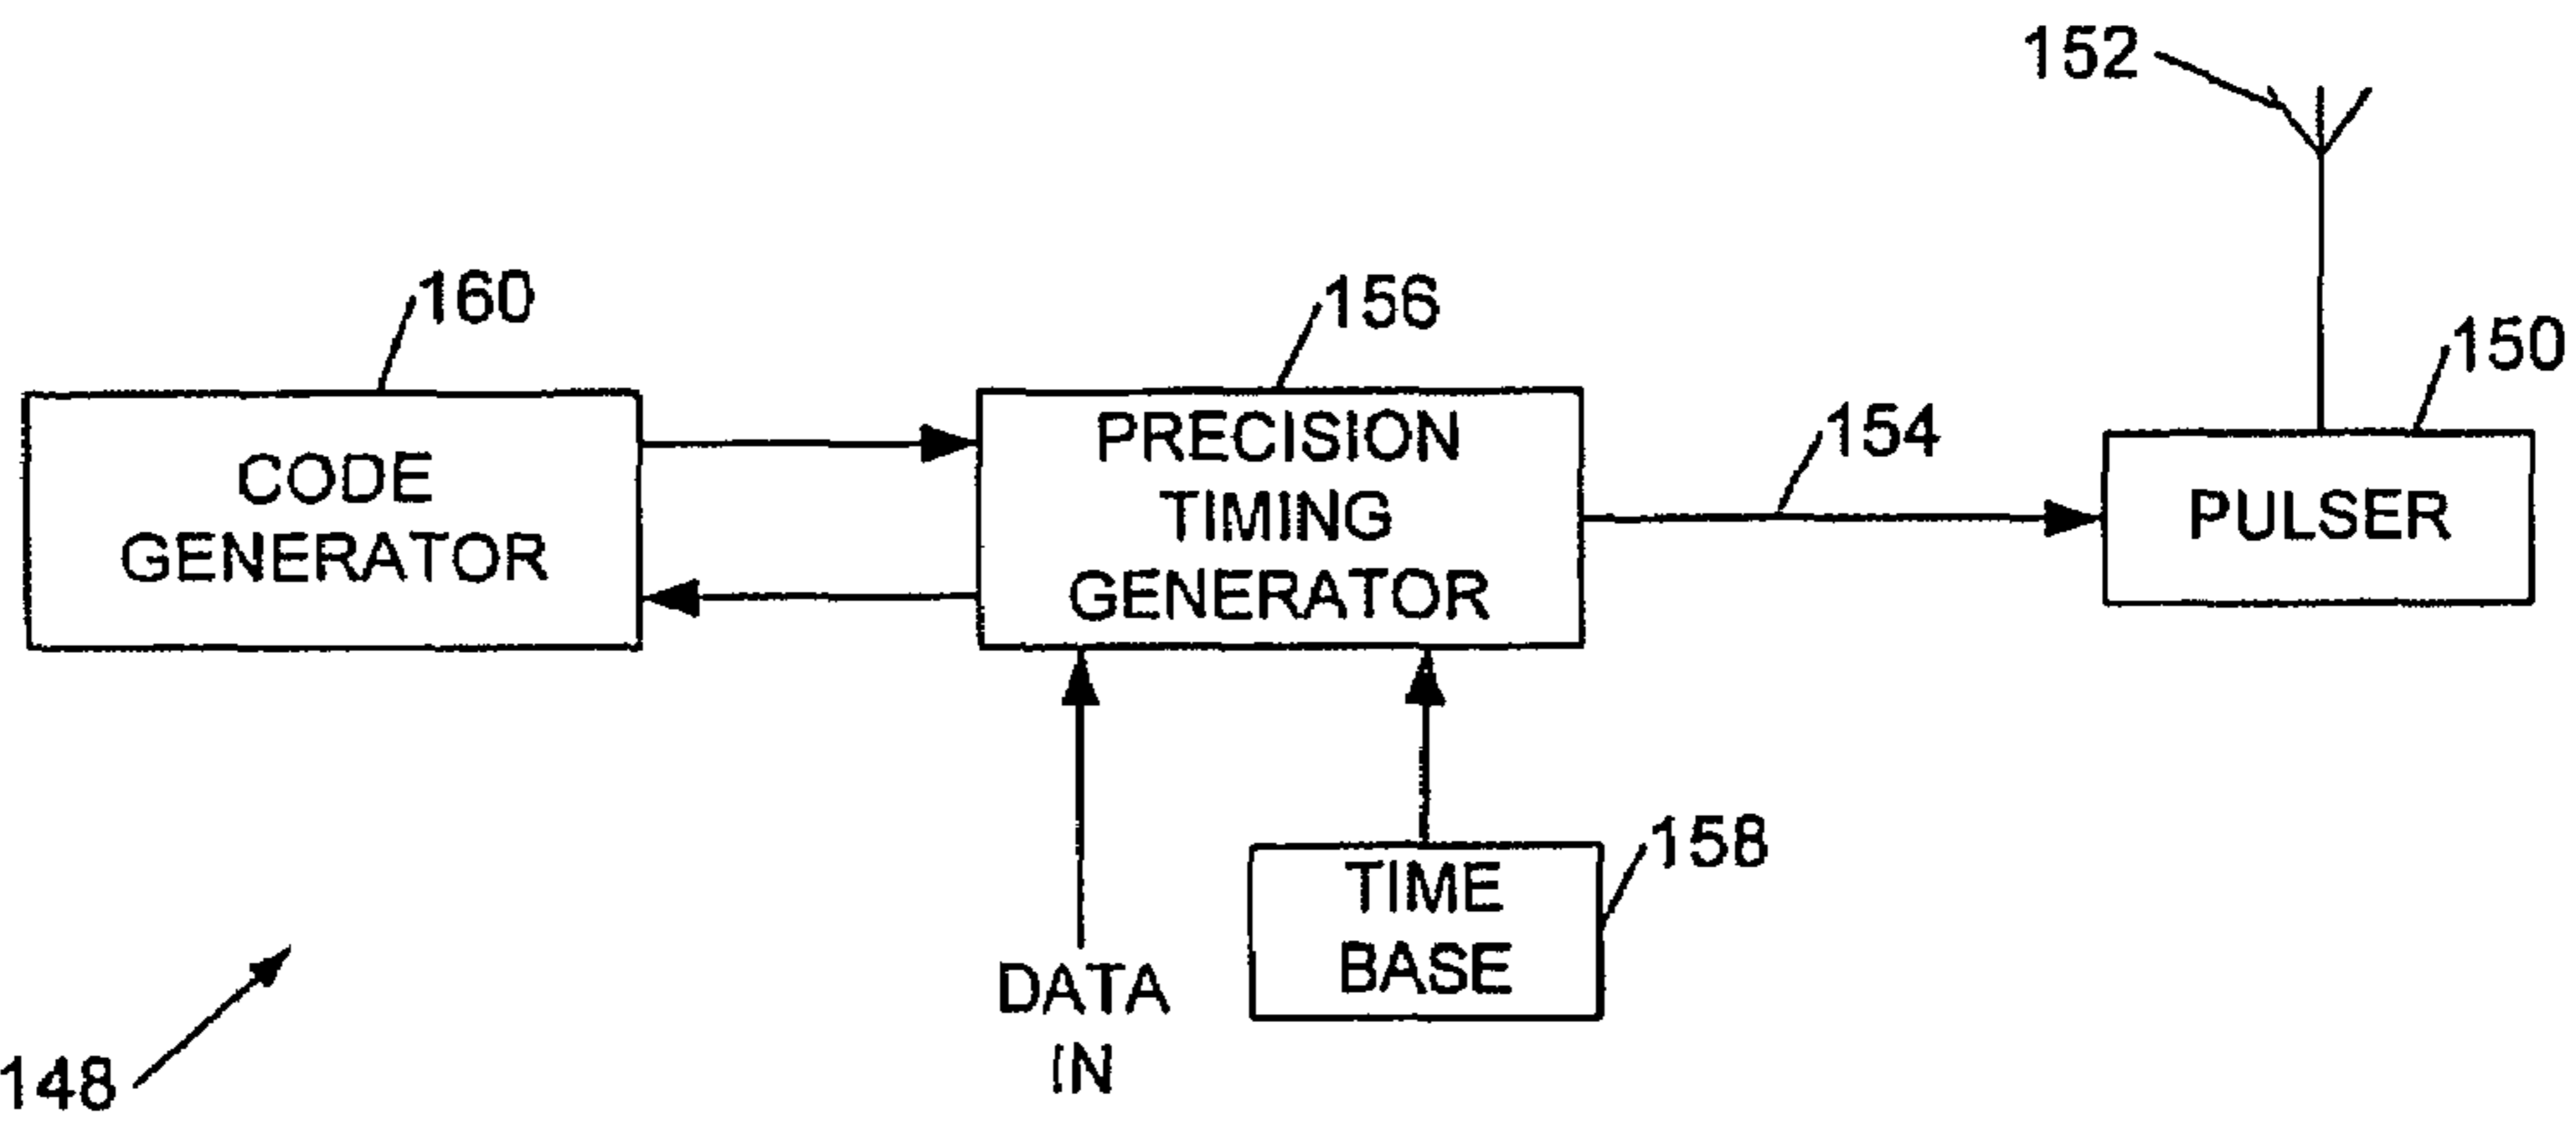 152
160
156
150
154
CODE
GENERATOR
PRECISION
TIMING
GENERATOR
PULSER
158
TIME
BASE
DATA
IN
148